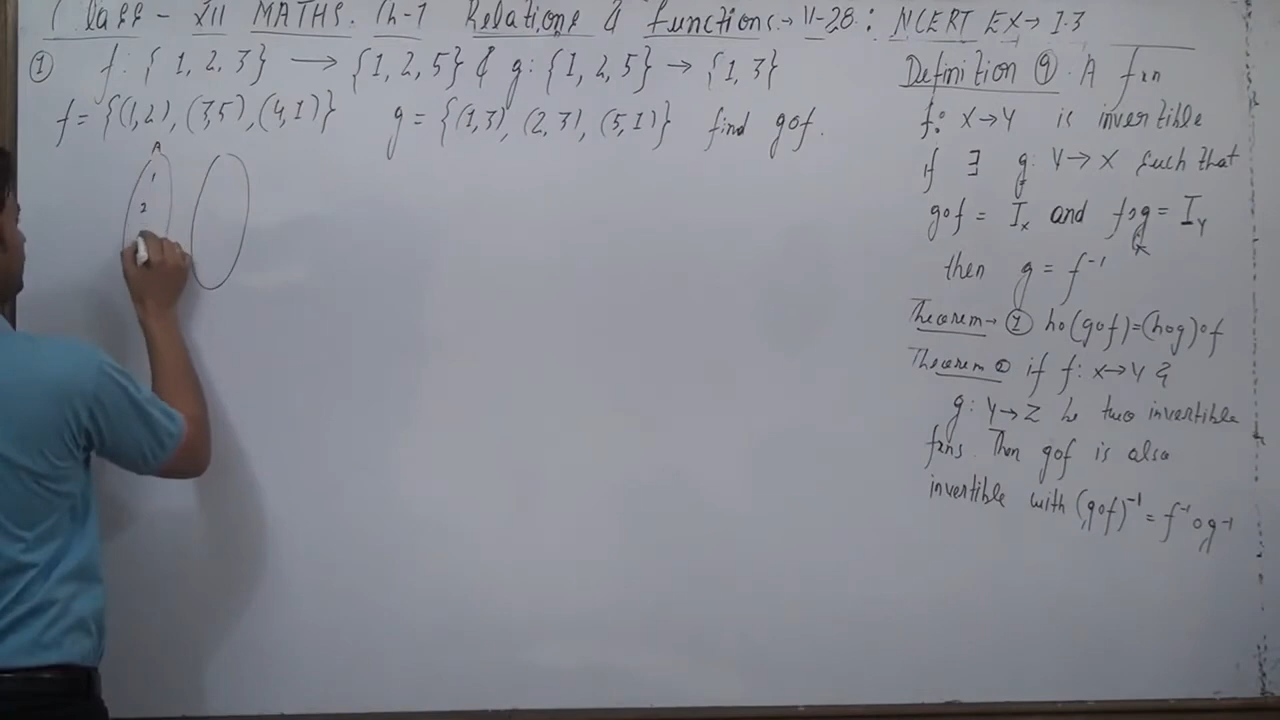 Class - XII MATHS. Ch-1 Relations & functions → V-28: NCERT EX → 1.3
① f: {1, 2, 3} → {1, 2, 5} & g: {1, 2, 5} → {1, 3}
f = {(1,2), (3,5), (4,1)} g = {(1,3), (2,3), (5,1)} find gof.
A
1
2
Definition ⑨. A fxn
f: X→Y is invertible
if ∃ g: Y→X such that
gof = Iₓ and fog = I_Y
then g = f⁻¹
Theorem → ① ho(gof)=(hog)of
Theorem ② if f: X→Y &
g: Y→Z be two invertible
fxns. Then gof is also
invertible with (gof)⁻¹ = f⁻¹og⁻¹